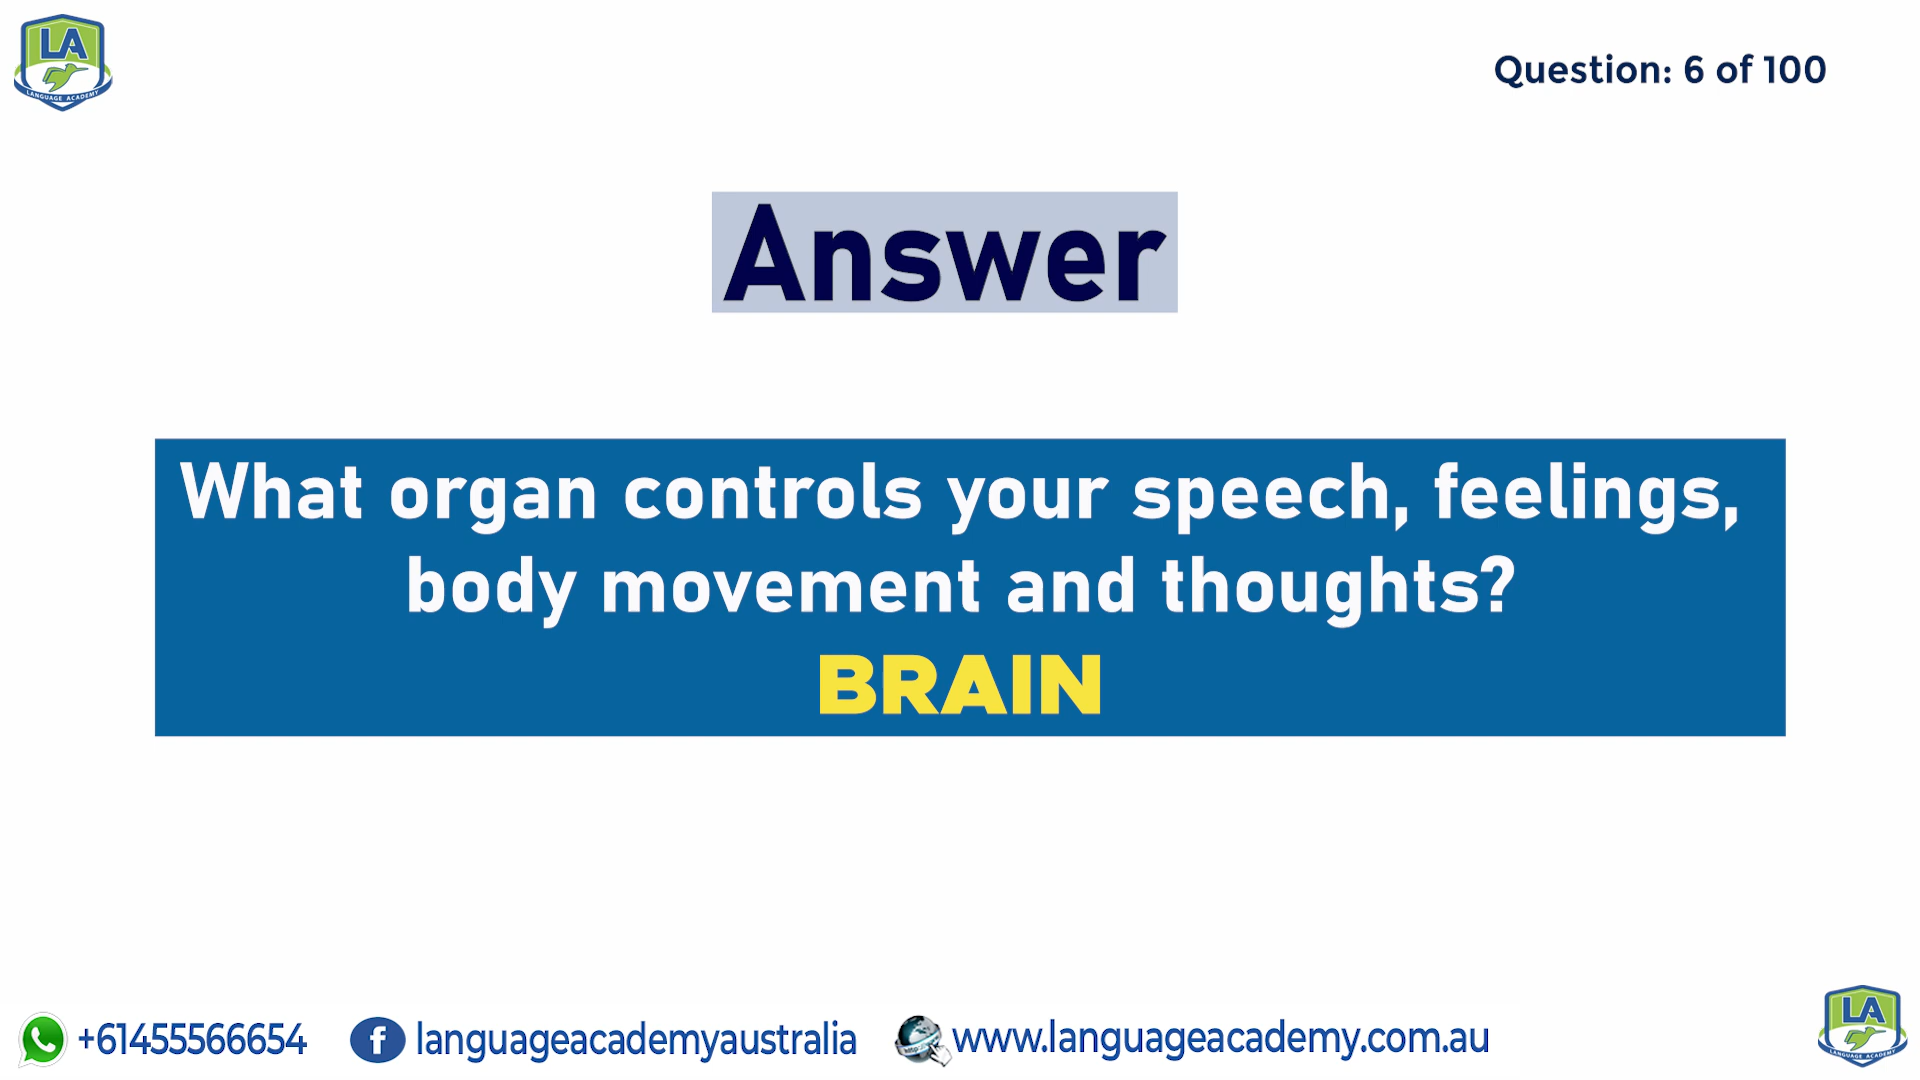 LA
LANGUAGE ACADEMY
Question: 6 of 100
Answer
What organ controls your speech, feelings,
body movement and thoughts?
BRAIN
+61455566654
f languageacademyaustralia
www.languageacademy.com.au
LA
LANGUAGE ACADEMY